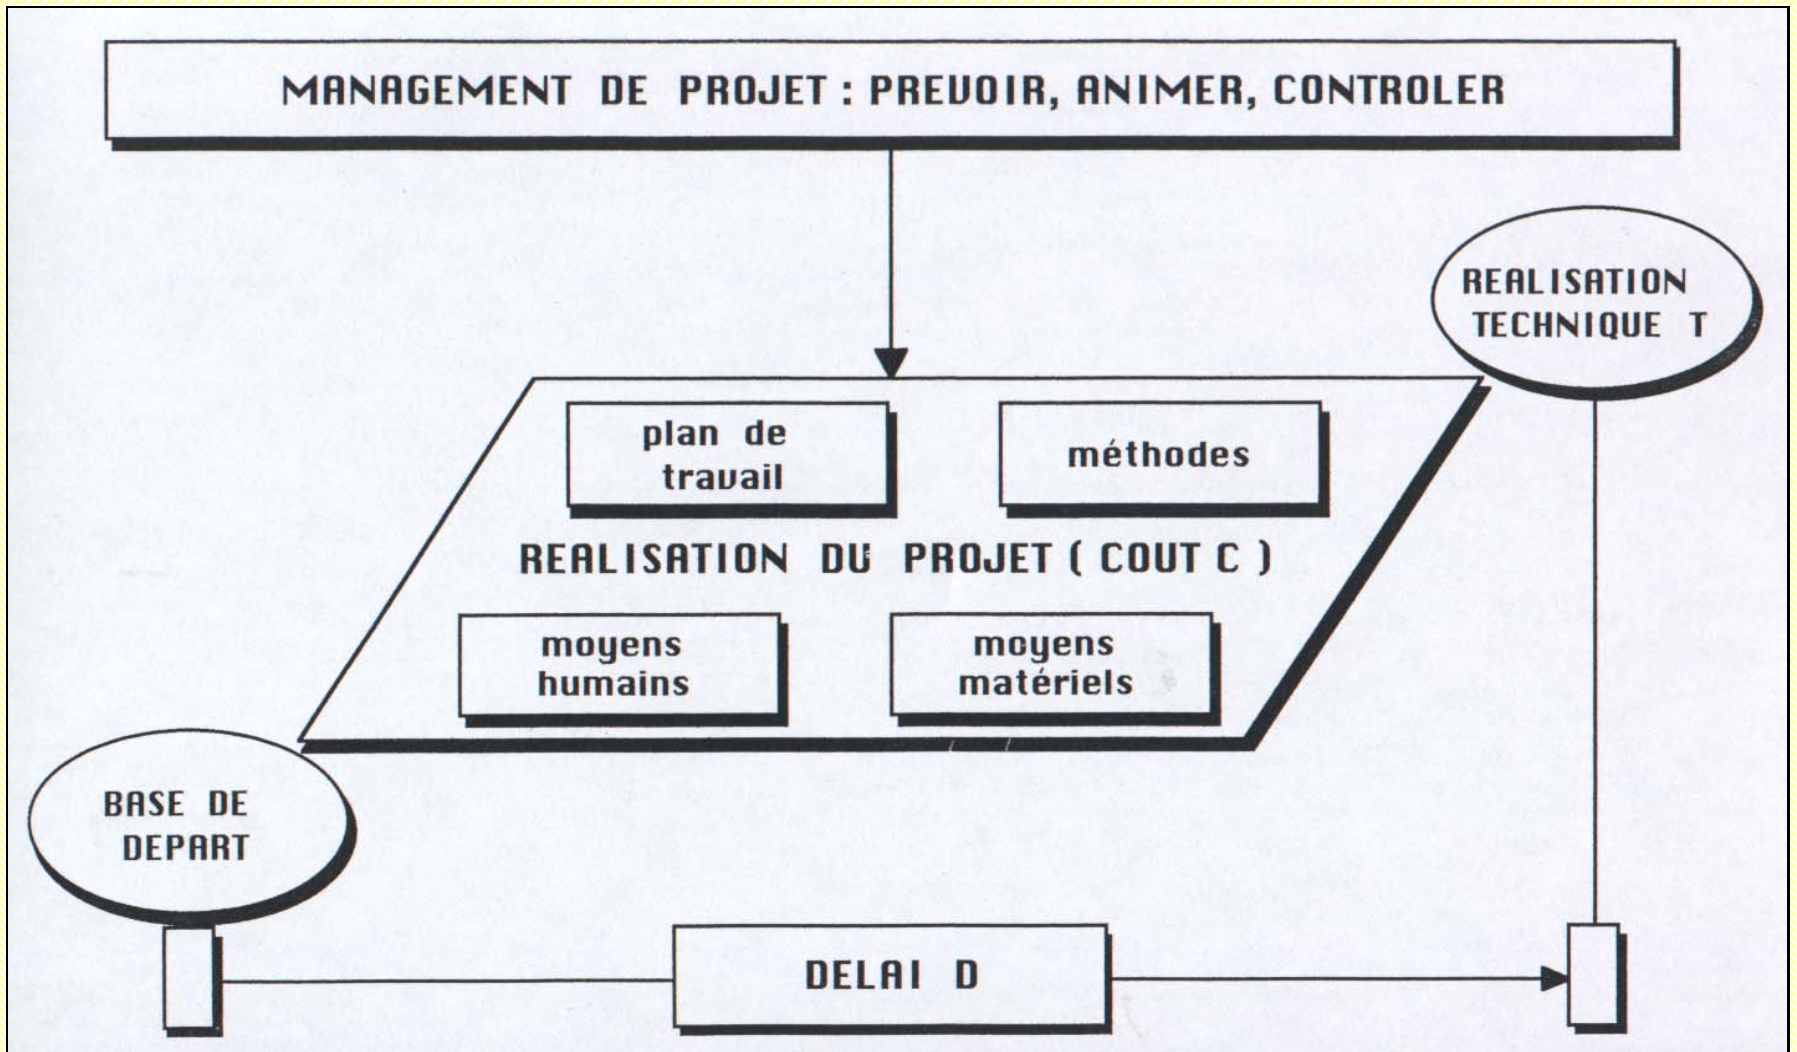 MANAGEMENT DE PROJET : PREVOIR, ANIMER, CONTROLER
REALISATION
TECHNIQUE T
plan de
travail
méthodes
REALISATION DU PROJET ( COUT C )
moyens
humains
moyens
matériels
BASE DE
DEPART
DELAI D